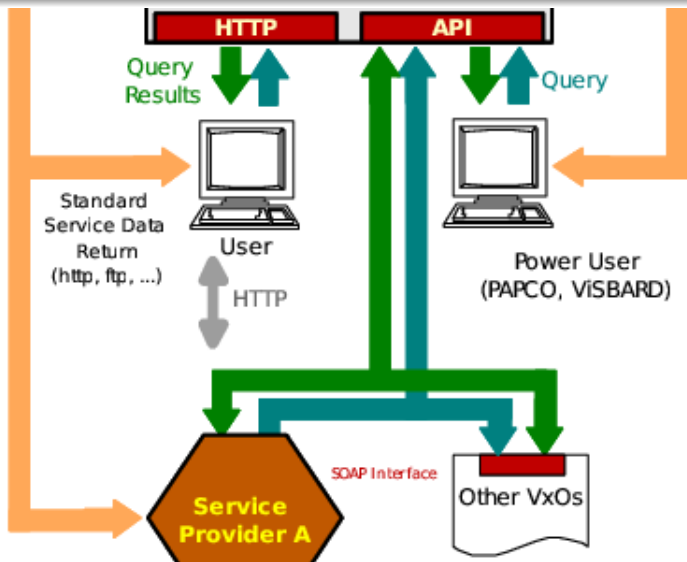 HTTP
API
Query
Results
Query
Standard
Service Data
Return
(http, ftp, ...)
User
Power User
(PAPCO, ViSBARD)
HTTP
SOAP Interface
Service
Provider A
Other VxOs